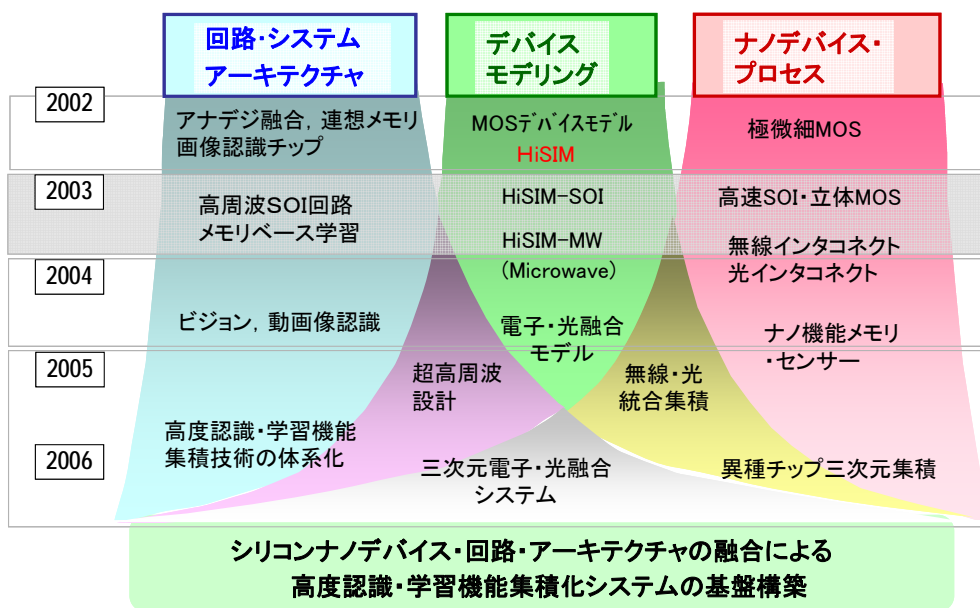 回路・システム
アーキテクチャ
デバイス
モデリング
ナノデバイス・
プロセス
2002
アナデジ融合, 連想メモリ
画像認識チップ
MOSデバイスモデル
HiSIM
極微細MOS
2003
高周波SOI回路
メモリベース学習
HiSIM-SOI
HiSIM-MW
(Microwave)
高速SOI・立体MOS
無線インタコネクト
光インタコネクト
2004
ビジョン, 動画像認識
電子・光融合
モデル
ナノ機能メモリ
・センサー
2005
超高周波
設計
無線・光
統合集積
高度認識・学習機能
集積技術の体系化
2006
三次元電子・光融合
システム
異種チップ三次元集積
シリコンナノデバイス・回路・アーキテクチャの融合による
高度認識・学習機能集積化システムの基盤構築